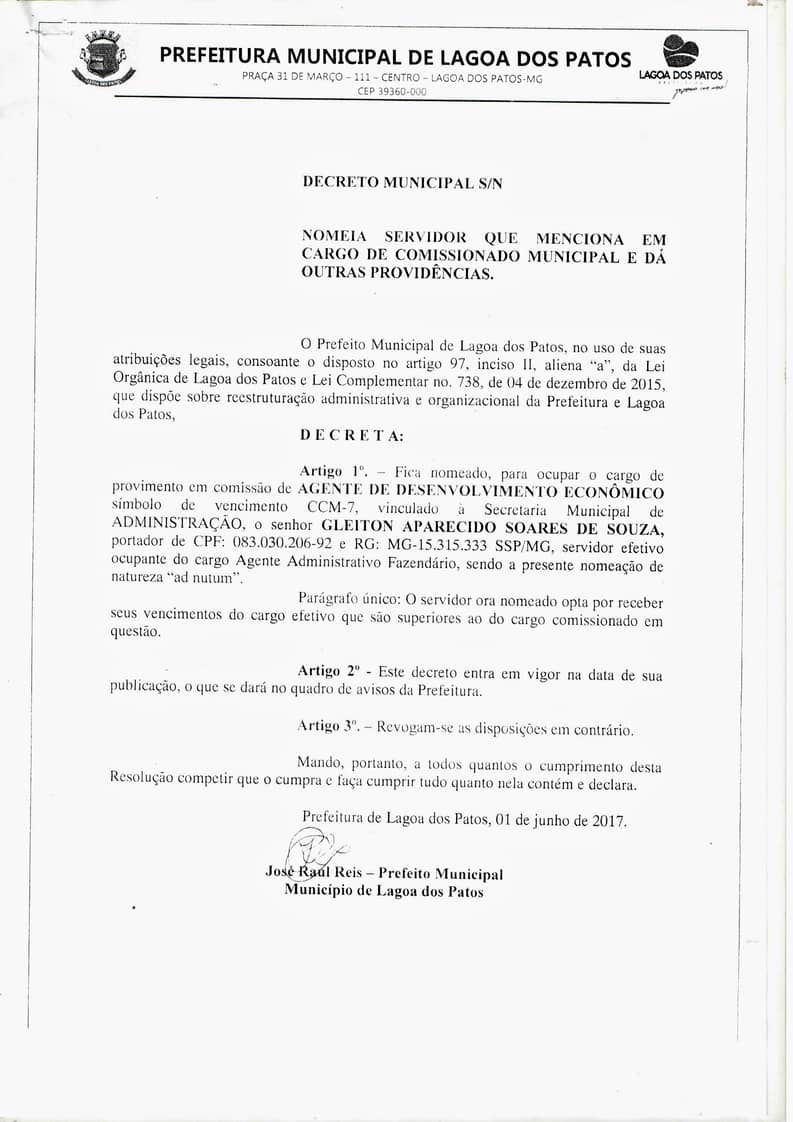 PREFEITURA MUNICIPAL DE LAGOA DOS PATOS
PRAÇA 31 DE MARÇO – 111 – CENTRO – LAGOA DOS PATOS-MG
CEP 39360-000
LAGOA DOS PATOS
DECRETO MUNICIPAL S/N
NOMEIA SERVIDOR QUE MENCIONA EM
CARGO DE COMISSIONADO MUNICIPAL E DÁ
OUTRAS PROVIDÊNCIAS.
O Prefeito Municipal de Lagoa dos Patos, no uso de suas
atribuições legais, consoante o disposto no artigo 97, inciso II, aliena “a”, da Lei
Orgânica de Lagoa dos Patos e Lei Complementar no. 738, de 04 de dezembro de 2015,
que dispõe sobre reestruturação administrativa e organizacional da Prefeitura e Lagoa
dos Patos,
D E C R E T A:
Artigo 1º. – Fica nomeado, para ocupar o cargo de
provimento em comissão de AGENTE DE DESENVOLVIMENTO ECONÔMICO
símbolo de vencimento CCM-7, vinculado à Secretaria Municipal de
ADMINISTRAÇÃO, o senhor GLEITON APARECIDO SOARES DE SOUZA,
portador de CPF: 083.030.206-92 e RG: MG-15.315.333 SSP/MG, servidor efetivo
ocupante do cargo Agente Administrativo Fazendário, sendo a presente nomeação de
natureza “ad nutum”.
Parágrafo único: O servidor ora nomeado opta por receber
seus vencimentos do cargo efetivo que são superiores ao do cargo comissionado em
questão.
Artigo 2º - Este decreto entra em vigor na data de sua
publicação, o que se dará no quadro de avisos da Prefeitura.
Artigo 3º. – Revogam-se as disposições em contrário.
Mando, portanto, a todos quantos o cumprimento desta
Resolução competir que o cumpra e faça cumprir tudo quanto nela contém e declara.
Prefeitura de Lagoa dos Patos, 01 de junho de 2017.
José Raul Reis – Prefeito Municipal
Município de Lagoa dos Patos